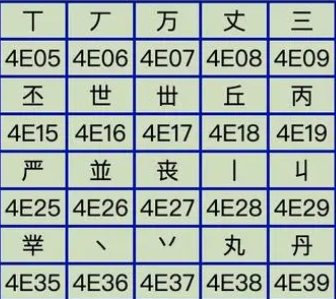 丅 丆 万 丈 三
4E05 4E06 4E07 4E08 4E09
丕 世 丗 丘 丙
4E15 4E16 4E17 4E18 4E19
严 並 丧 丨 丩
4E25 4E26 4E27 4E28 4E29
丵 丶 丷 丸 丹
4E35 4E36 4E37 4E38 4E39